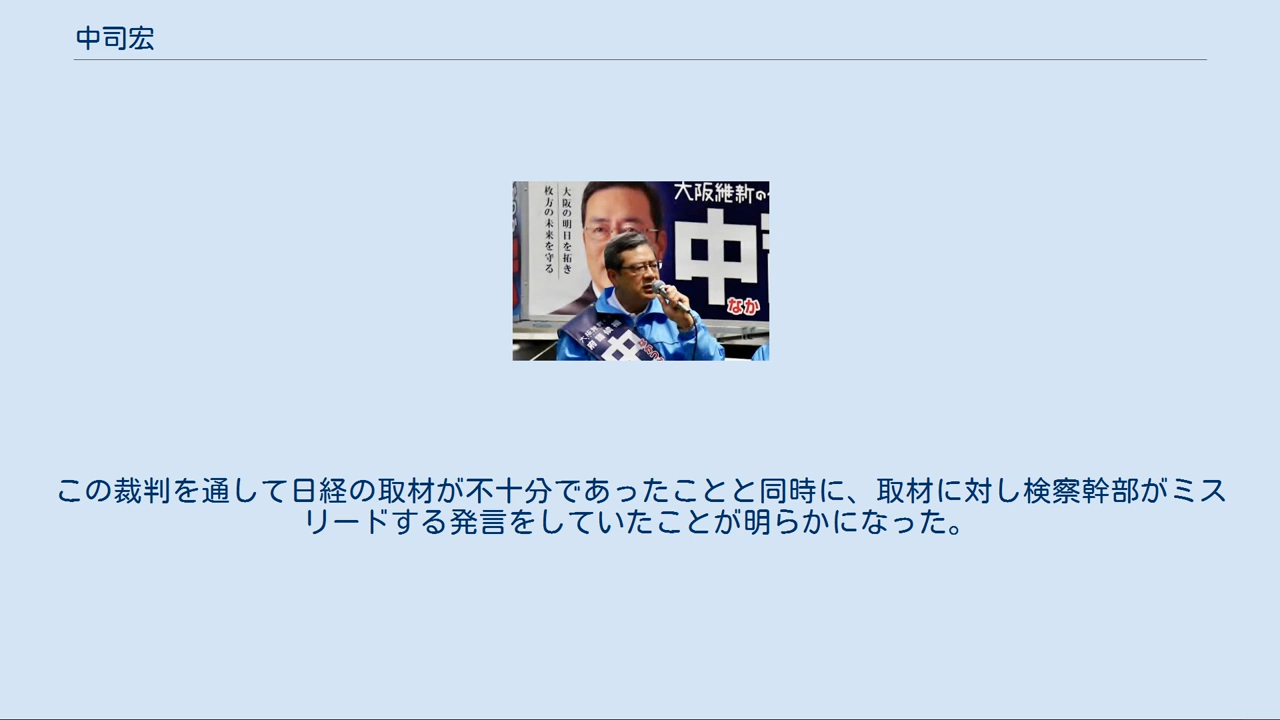 中司宏
大阪の明日を拓き
枚方の未来を守る
大阪維新の
中
なか
中
この裁判を通して日経の取材が不十分であったことと同時に、取材に対し検察幹部がミス
リードする発言をしていたことが明らかになった。